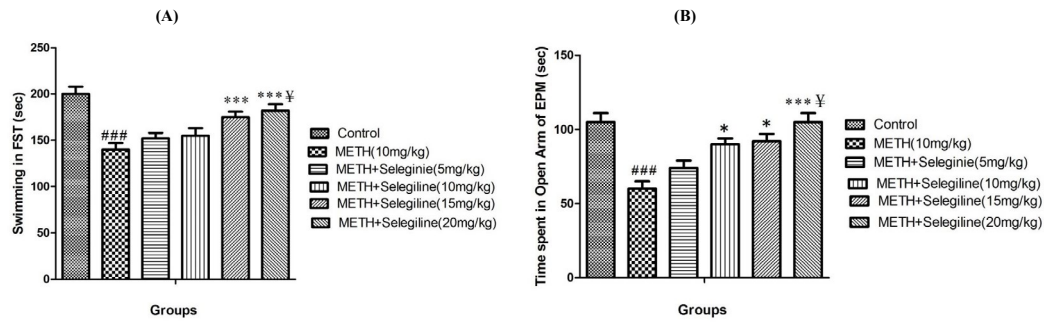 (A)
Swimming in FST (sec)
250
200
150
100
50
0
###
***
***¥
Groups
Control
METH(10mg/kg)
METH+Seleginie(5mg/kg)
METH+Selegiline(10mg/kg)
METH+Selegiline(15mg/kg)
METH+Selegiline(20mg/kg)
(B)
Time spent in Open Arm of EPM (sec)
150
100
50
0
###
*
*
***¥
Groups
Control
METH(10mg/kg)
METH+Seleginie(5mg/kg)
METH+Selegiline(10mg/kg)
METH+Selegiline(15mg/kg)
METH+Selegiline(20mg/kg)